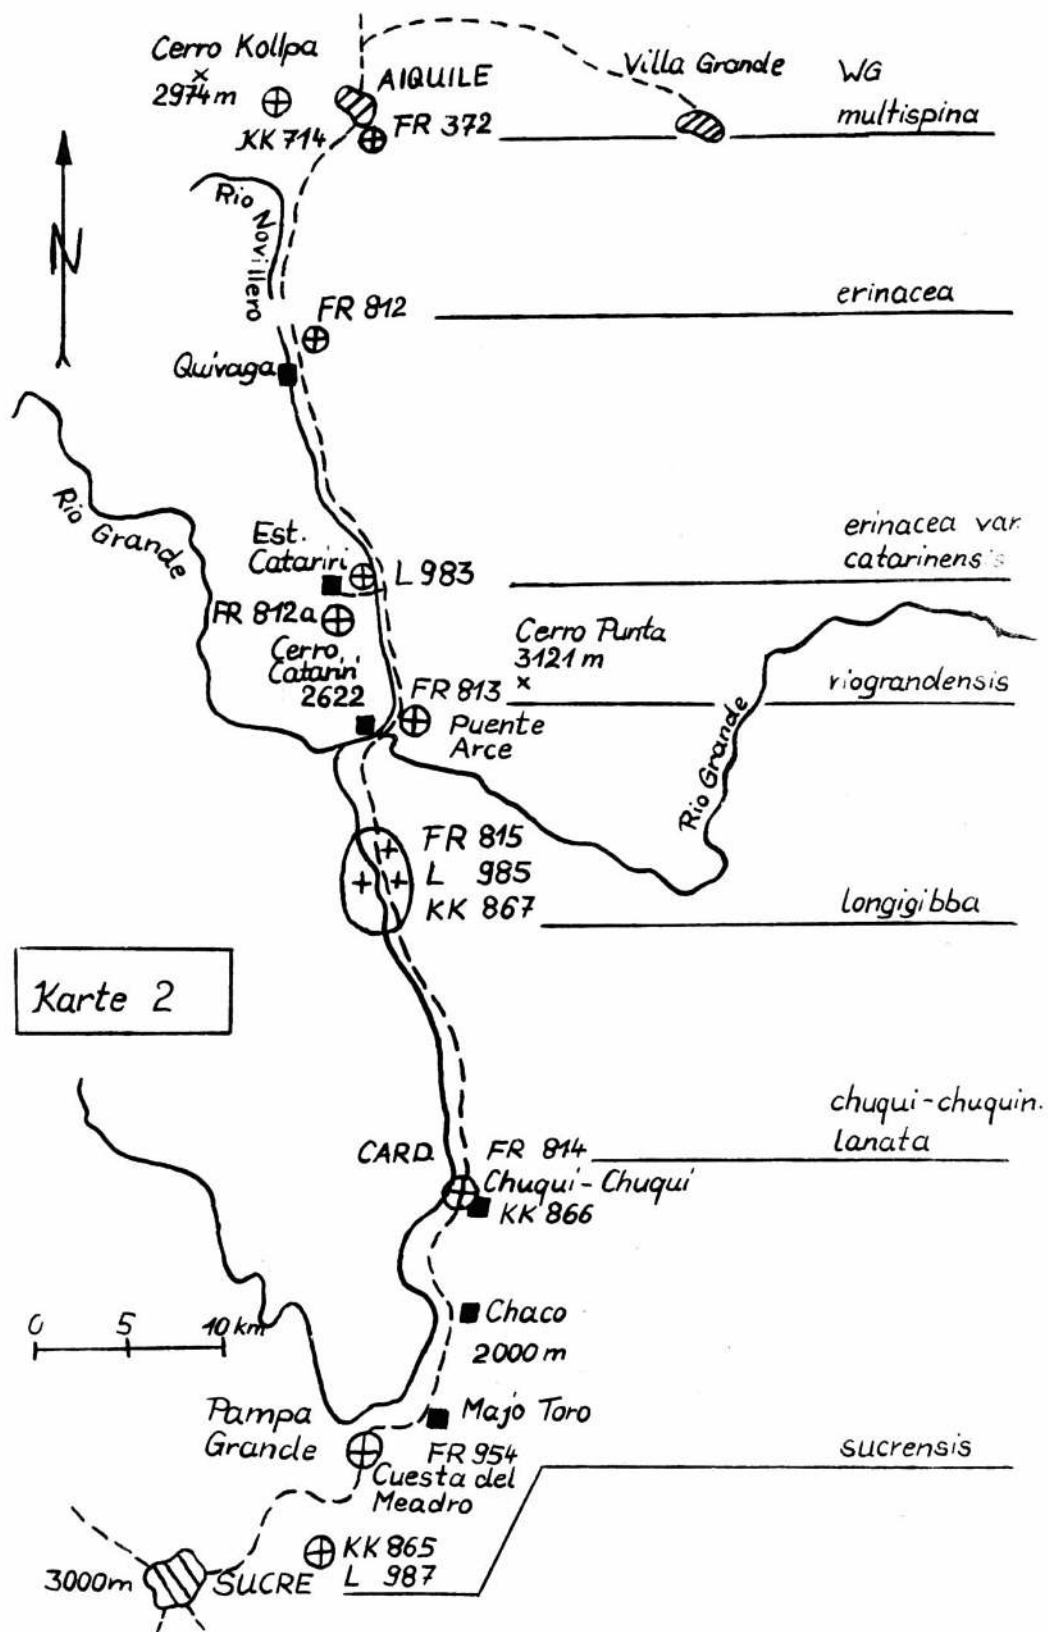 Cerro Kollpa
×
2974 m
AIQUILE
Villa Grande
WG
multispina
KK 714
FR 372
N
Rio Novillero
FR 812
erinacea
Quivaga
Rio Grande
Est.
Catariri
L 983
erinacea var.
catarinensis
FR 812a
Cerro
Catariri
2622
Cerro Punta
3121 m
×
FR 813
riograndensis
Puente
Arce
Rio Grande
FR 815
L 985
KK 867
longigibba
Karte 2
chuqui-chuquin.
lanata
CARD.
FR 814
Chuqui-Chuqui
KK 866
0 5 10 km
Chaco
2000 m
Pampa
Grande
Majo Toro
FR 954
Cuesta del
Meadro
sucrensis
KK 865
L 987
3000 m
SUCRE